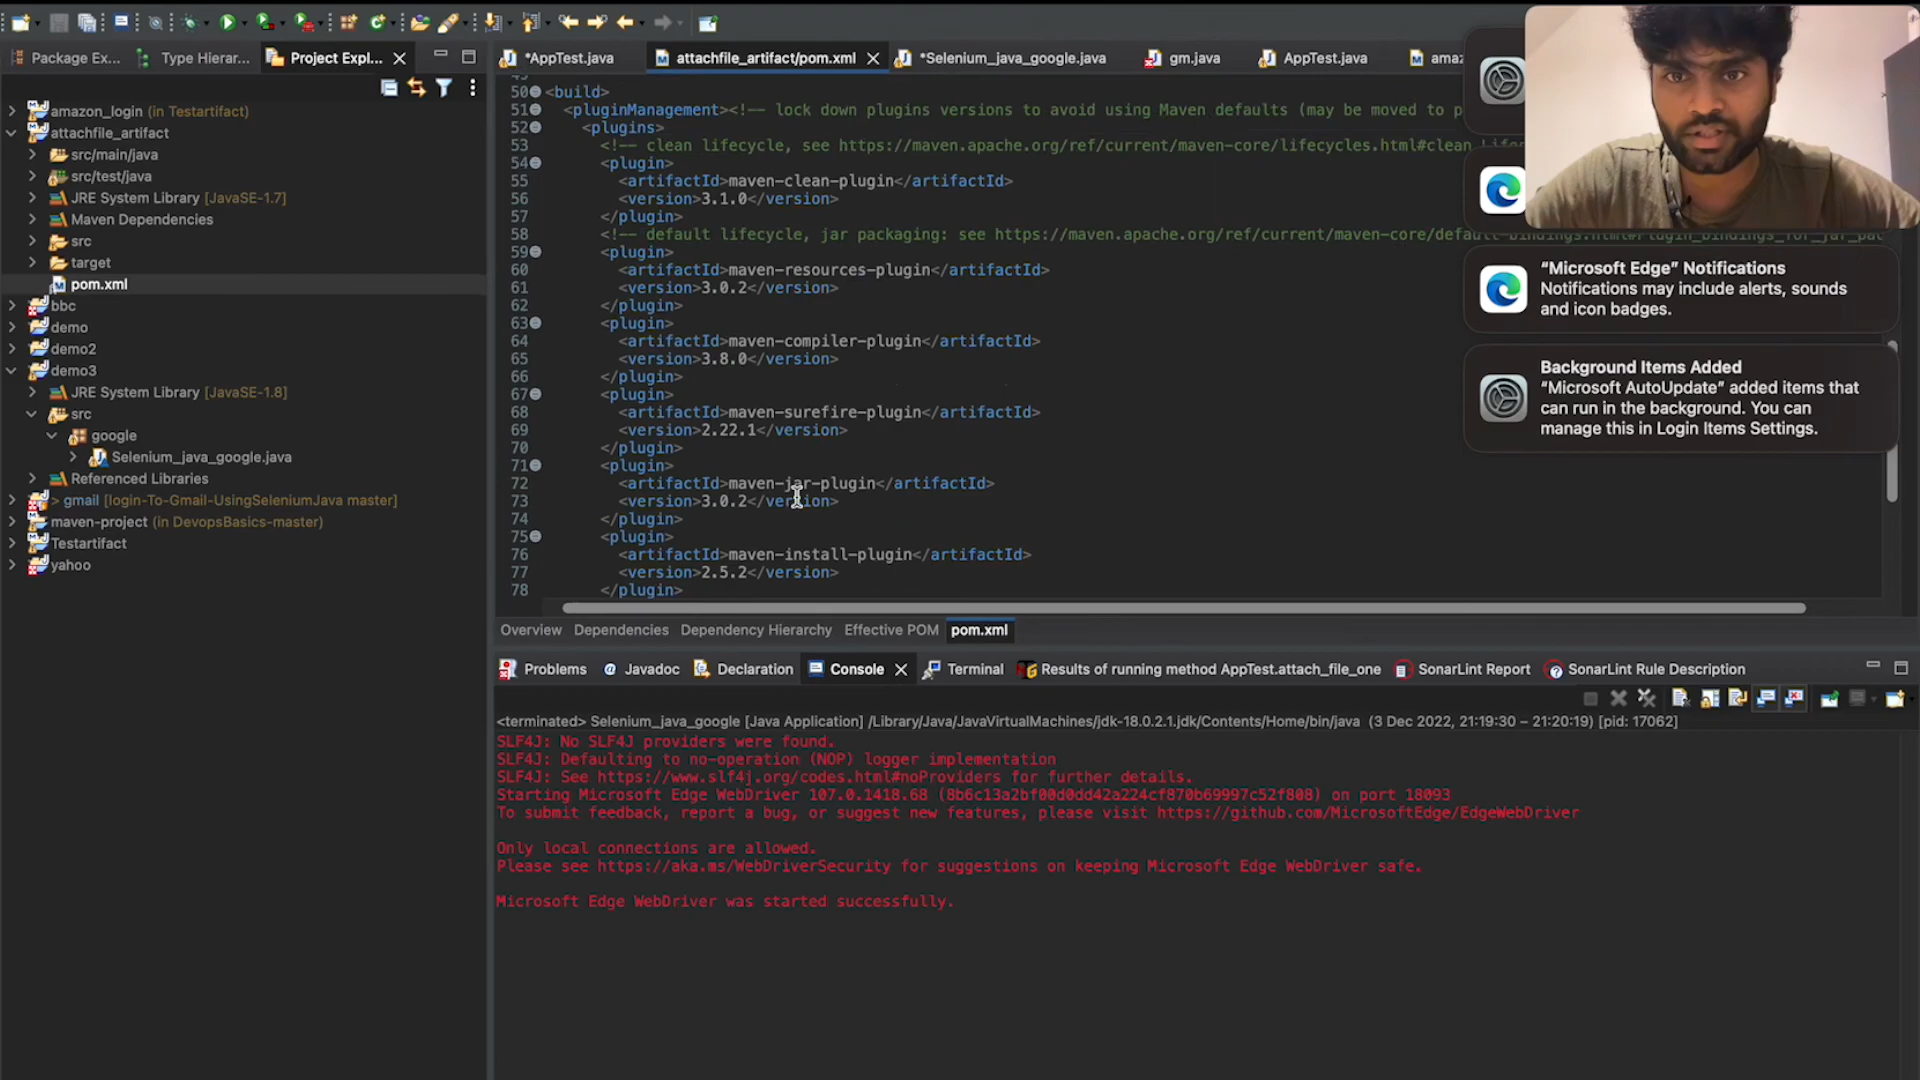 Package Ex...
Type Hierar...
Project Expl...
*AppTest.java
attachfile_artifact/pom.xml
*Selenium_java_google.java
gm.java
AppTest.java
amaz
amazon_login (in Testartifact)
attachfile_artifact
src/main/java
src/test/java
JRE System Library [JavaSE-1.7]
Maven Dependencies
src
target
pom.xml
bbc
demo
demo2
demo3
JRE System Library [JavaSE-1.8]
src
google
Selenium_java_google.java
Referenced Libraries
> gmail [login-To-Gmail-UsingSeleniumJava master]
maven-project (in DevopsBasics-master)
Testartifact
yahoo
50 <build>
51 <pluginManagement><!-- lock down plugins versions to avoid using Maven defaults (may be moved to p
52 <plugins>
53 <!-- clean lifecycle, see https://maven.apache.org/ref/current/maven-core/lifecycles.html#clean_Life
54 <plugin>
55 <artifactId>maven-clean-plugin</artifactId>
56 <version>3.1.0</version>
57 </plugin>
58 <!-- default lifecycle, jar packaging: see https://maven.apache.org/ref/current/maven-core/default-bindings.html#Plugin_bindings_for_jar_pac
59 <plugin>
60 <artifactId>maven-resources-plugin</artifactId>
61 <version>3.0.2</version>
62 </plugin>
63 <plugin>
64 <artifactId>maven-compiler-plugin</artifactId>
65 <version>3.8.0</version>
66 </plugin>
67 <plugin>
68 <artifactId>maven-surefire-plugin</artifactId>
69 <version>2.22.1</version>
70 </plugin>
71 <plugin>
72 <artifactId>maven-jar-plugin</artifactId>
73 <version>3.0.2</version>
74 </plugin>
75 <plugin>
76 <artifactId>maven-install-plugin</artifactId>
77 <version>2.5.2</version>
78 </plugin>
Overview Dependencies Dependency Hierarchy Effective POM pom.xml
“Microsoft Edge” Notifications
Notifications may include alerts, sounds
and icon badges.
Background Items Added
“Microsoft AutoUpdate” added items that
can run in the background. You can
manage this in Login Items Settings.
Problems @ Javadoc Declaration Console Terminal Results of running method AppTest.attach_file_one SonarLint Report SonarLint Rule Description
<terminated> Selenium_java_google [Java Application] /Library/Java/JavaVirtualMachines/jdk-18.0.2.1.jdk/Contents/Home/bin/java (3 Dec 2022, 21:19:30 – 21:20:19) [pid: 17062]
SLF4J: No SLF4J providers were found.
SLF4J: Defaulting to no-operation (NOP) logger implementation
SLF4J: See https://www.slf4j.org/codes.html#noProviders for further details.
Starting Microsoft Edge WebDriver 107.0.1418.68 (8b6c13a2bf00d0dd42a224cf870b69997c52f808) on port 18093
To submit feedback, report a bug, or suggest new features, please visit https://github.com/MicrosoftEdge/EdgeWebDriver
Only local connections are allowed.
Please see https://aka.ms/WebDriverSecurity for suggestions on keeping Microsoft Edge WebDriver safe.
Microsoft Edge WebDriver was started successfully.